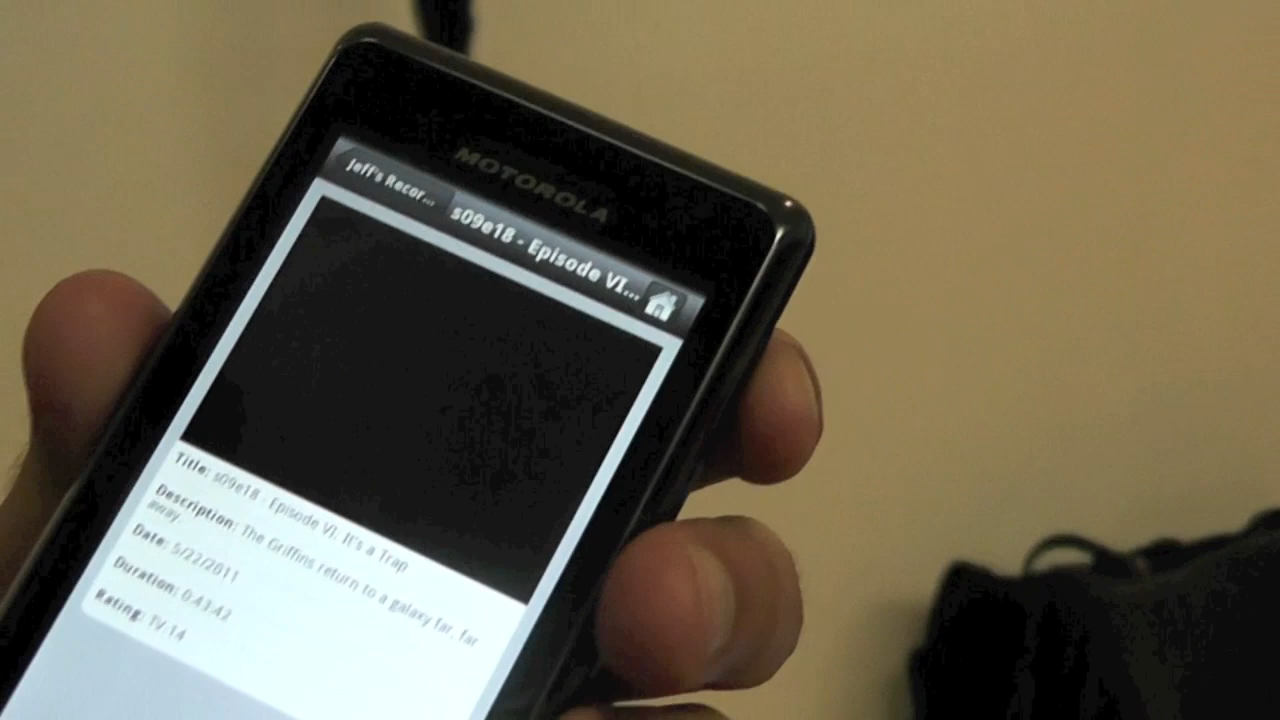 MOTOROLA
Jeff's Recor...
s09e18 - Episode VI...
Title: s09e18 - Episode VI: It's a Trap
Description: The Griffins return to a galaxy far, far
away.
Date: 5/22/2011
Duration: 0:43:42
Rating: TV-14